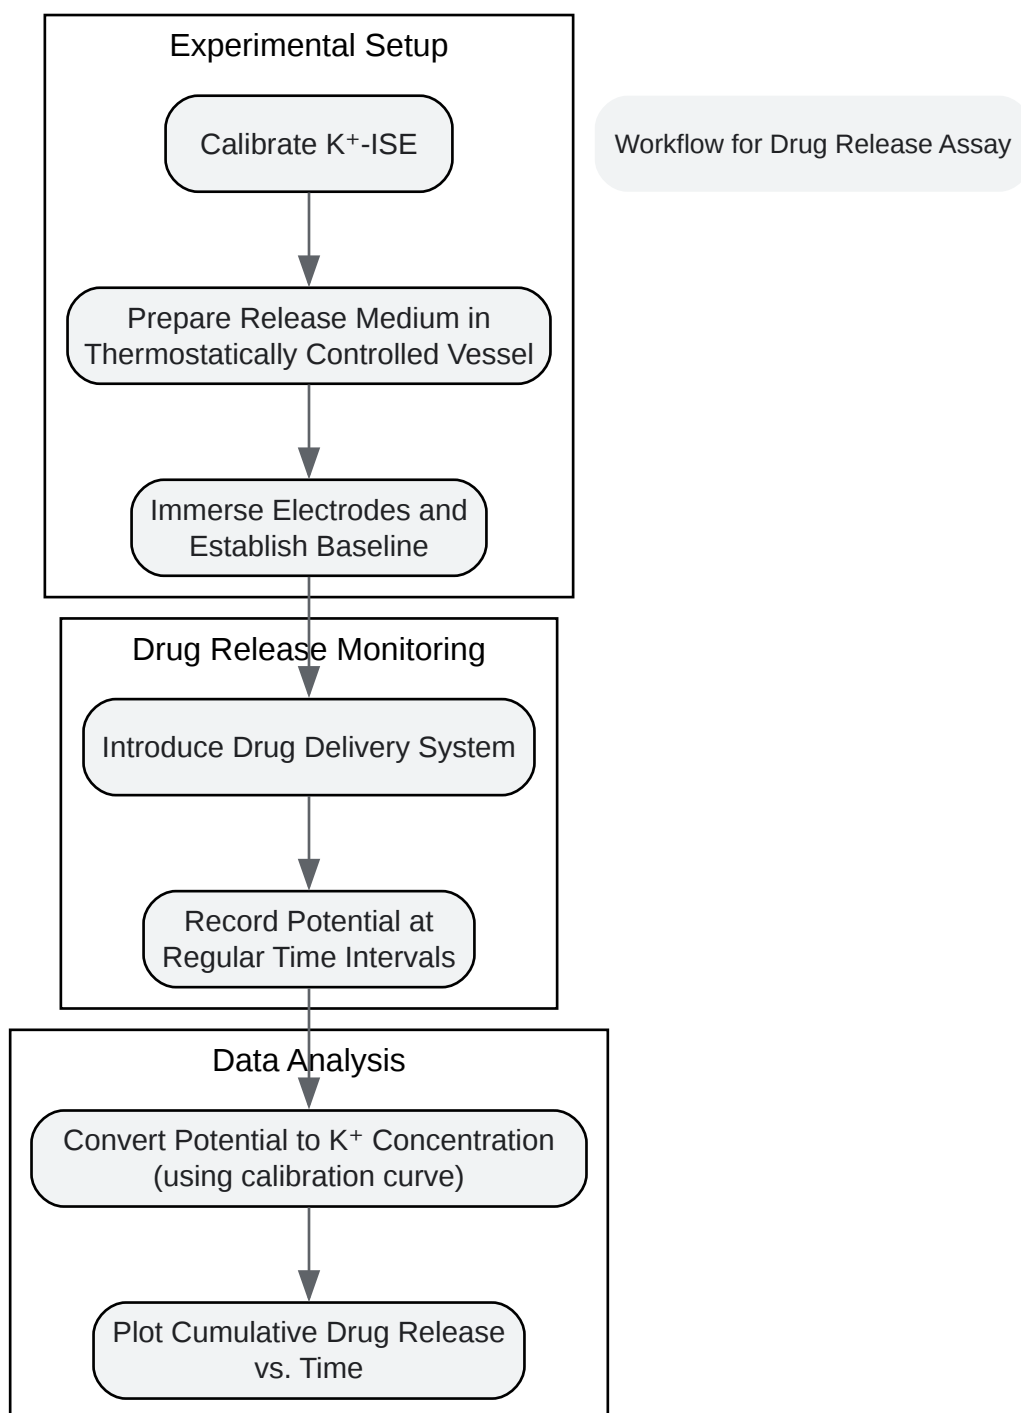 Experimental Setup
Calibrate K⁺-ISE
Workflow for Drug Release Assay
Prepare Release Medium in
Thermostatically Controlled Vessel
Immerse Electrodes and
Establish Baseline
Drug Release Monitoring
Introduce Drug Delivery System
Record Potential at
Regular Time Intervals
Data Analysis
Convert Potential to K⁺ Concentration
(using calibration curve)
Plot Cumulative Drug Release
vs. Time